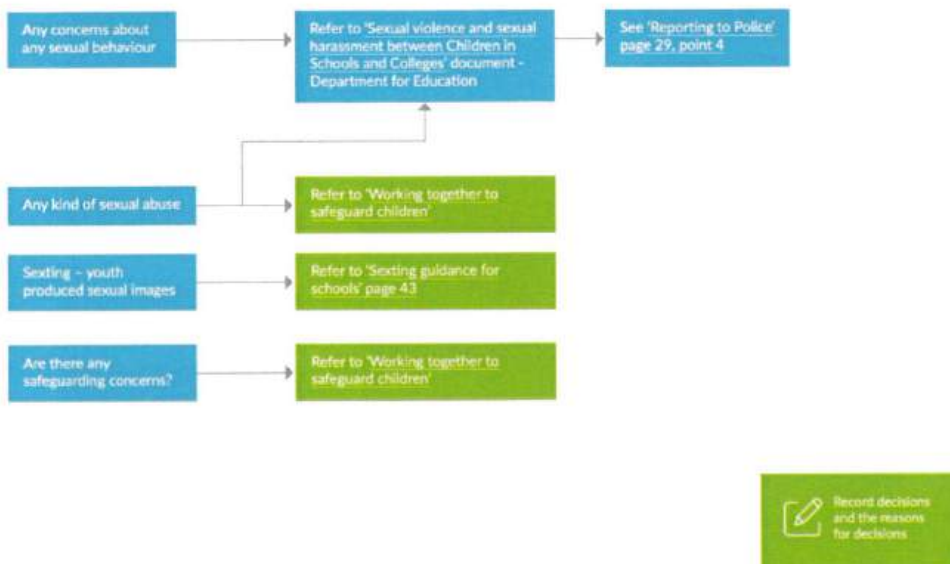 Any concerns about
any sexual behaviour
Refer to 'Sexual violence and sexual
harassment between Children in
Schools and Colleges' document -
Department for Education
See 'Reporting to Police'
page 29, point 4
Any kind of sexual abuse
Refer to 'Working together to
safeguard children'
Sexting – youth
produced sexual images
Refer to 'Sexting guidance for
schools' page 43
Are there any
safeguarding concerns?
Refer to 'Working together to
safeguard children'
Record decisions
and the reasons
for decisions